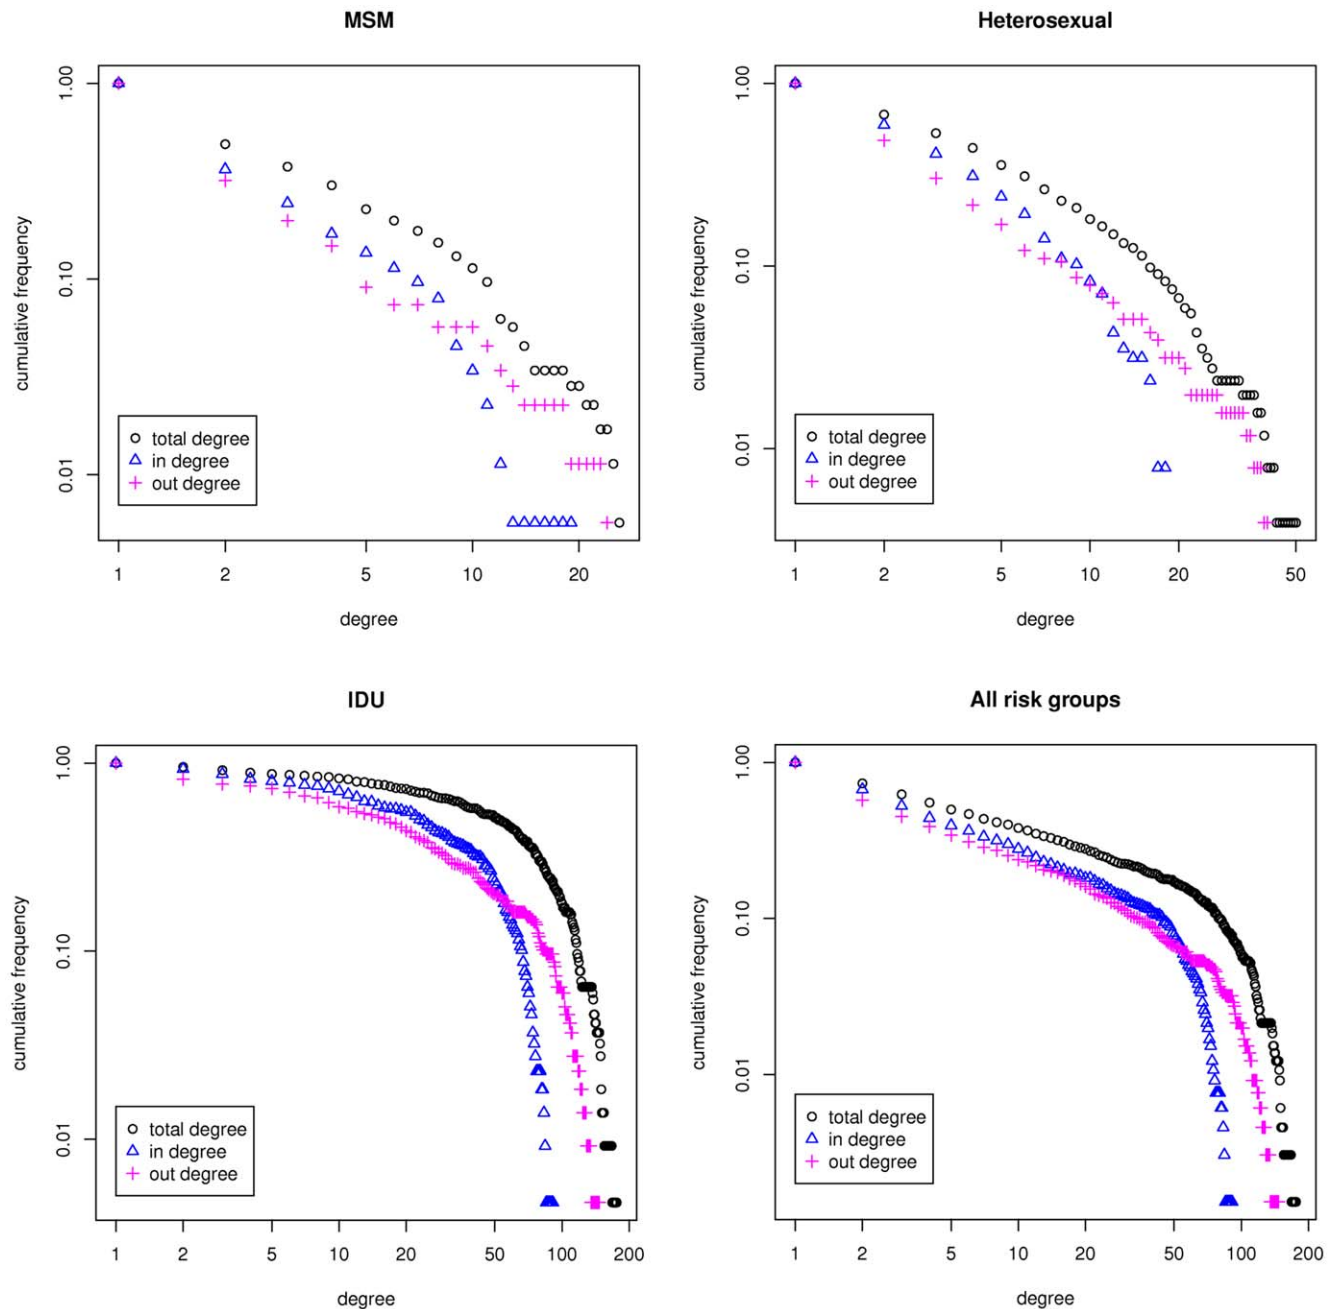 MSM
1.00
0.10
0.01
cumulative frequency
total degree
in degree
out degree
1 2 5 10 20
degree
Heterosexual
1.00
0.10
0.01
cumulative frequency
total degree
in degree
out degree
1 2 5 10 20 50
degree
IDU
1.00
0.10
0.01
cumulative frequency
total degree
in degree
out degree
1 2 5 10 20 50 100 200
degree
All risk groups
1.00
0.10
0.01
cumulative frequency
total degree
in degree
out degree
1 2 5 10 20 50 100 200
degree